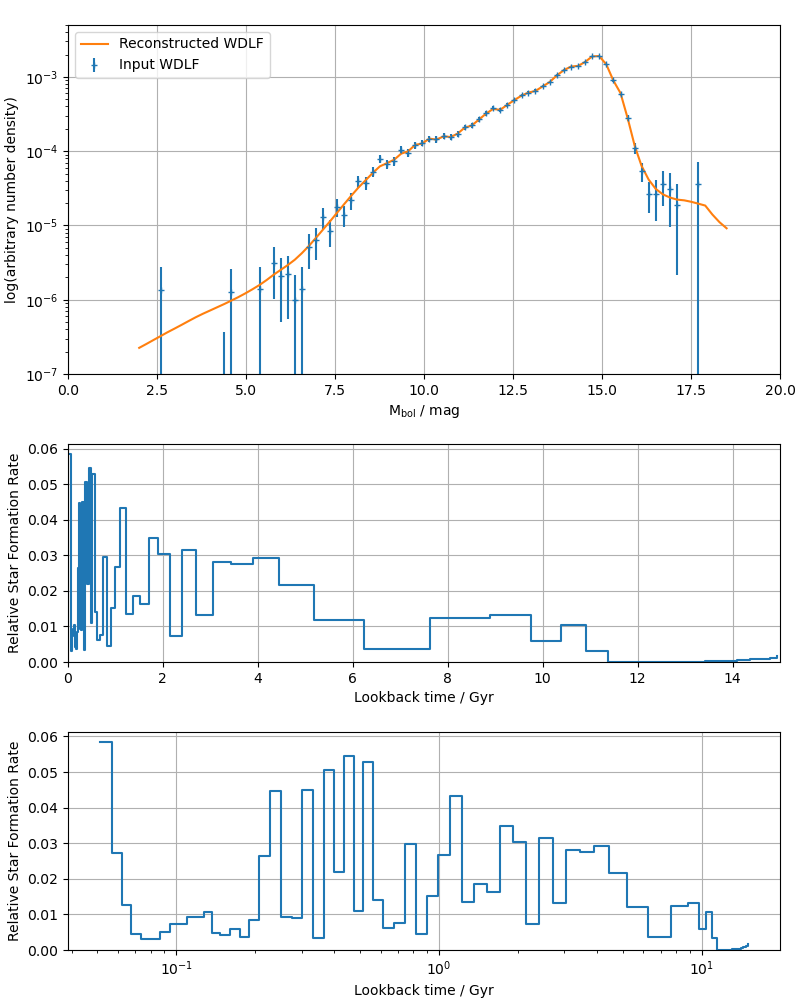 Reconstructed WDLF
Input WDLF
log(arbitrary number density)
10⁻³
10⁻⁴
10⁻⁵
10⁻⁶
10⁻⁷
0.0 2.5 5.0 7.5 10.0 12.5 15.0 17.5 20.0
M_bol / mag
Relative Star Formation Rate
0.06
0.05
0.04
0.03
0.02
0.01
0.00
0 2 4 6 8 10 12 14
Lookback time / Gyr
Relative Star Formation Rate
0.06
0.05
0.04
0.03
0.02
0.01
0.00
10⁻¹ 10⁰ 10¹
Lookback time / Gyr